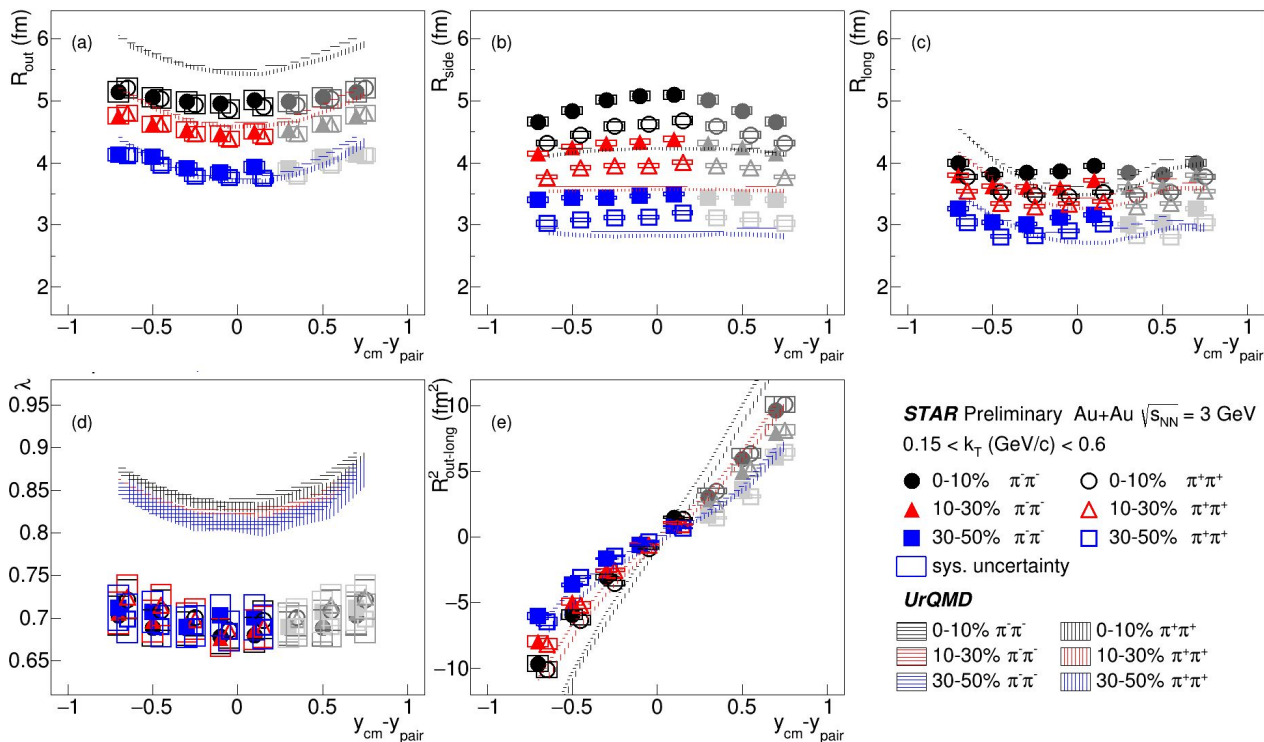 (a)
R_out (fm)
6
5
4
3
2
−1 −0.5 0 0.5 1
y_cm-y_pair
(b)
R_side (fm)
6
5
4
3
2
−1 −0.5 0 0.5 1
y_cm-y_pair
(c)
R_long (fm)
6
5
4
3
2
−1 −0.5 0 0.5 1
y_cm-y_pair
(d)
λ
0.95
0.9
0.85
0.8
0.75
0.7
0.65
−1 −0.5 0 0.5 1
y_cm-y_pair
(e)
R²_out-long (fm²)
10
5
0
−5
−10
−1 −0.5 0 0.5 1
y_cm-y_pair
STAR Preliminary Au+Au √s_NN = 3 GeV
0.15 < k_T (GeV/c) < 0.6
0-10% π⁻π⁻ 0-10% π⁺π⁺
10-30% π⁻π⁻ 10-30% π⁺π⁺
30-50% π⁻π⁻ 30-50% π⁺π⁺
sys. uncertainty
UrQMD
0-10% π⁻π⁻ 0-10% π⁺π⁺
10-30% π⁻π⁻ 10-30% π⁺π⁺
30-50% π⁻π⁻ 30-50% π⁺π⁺